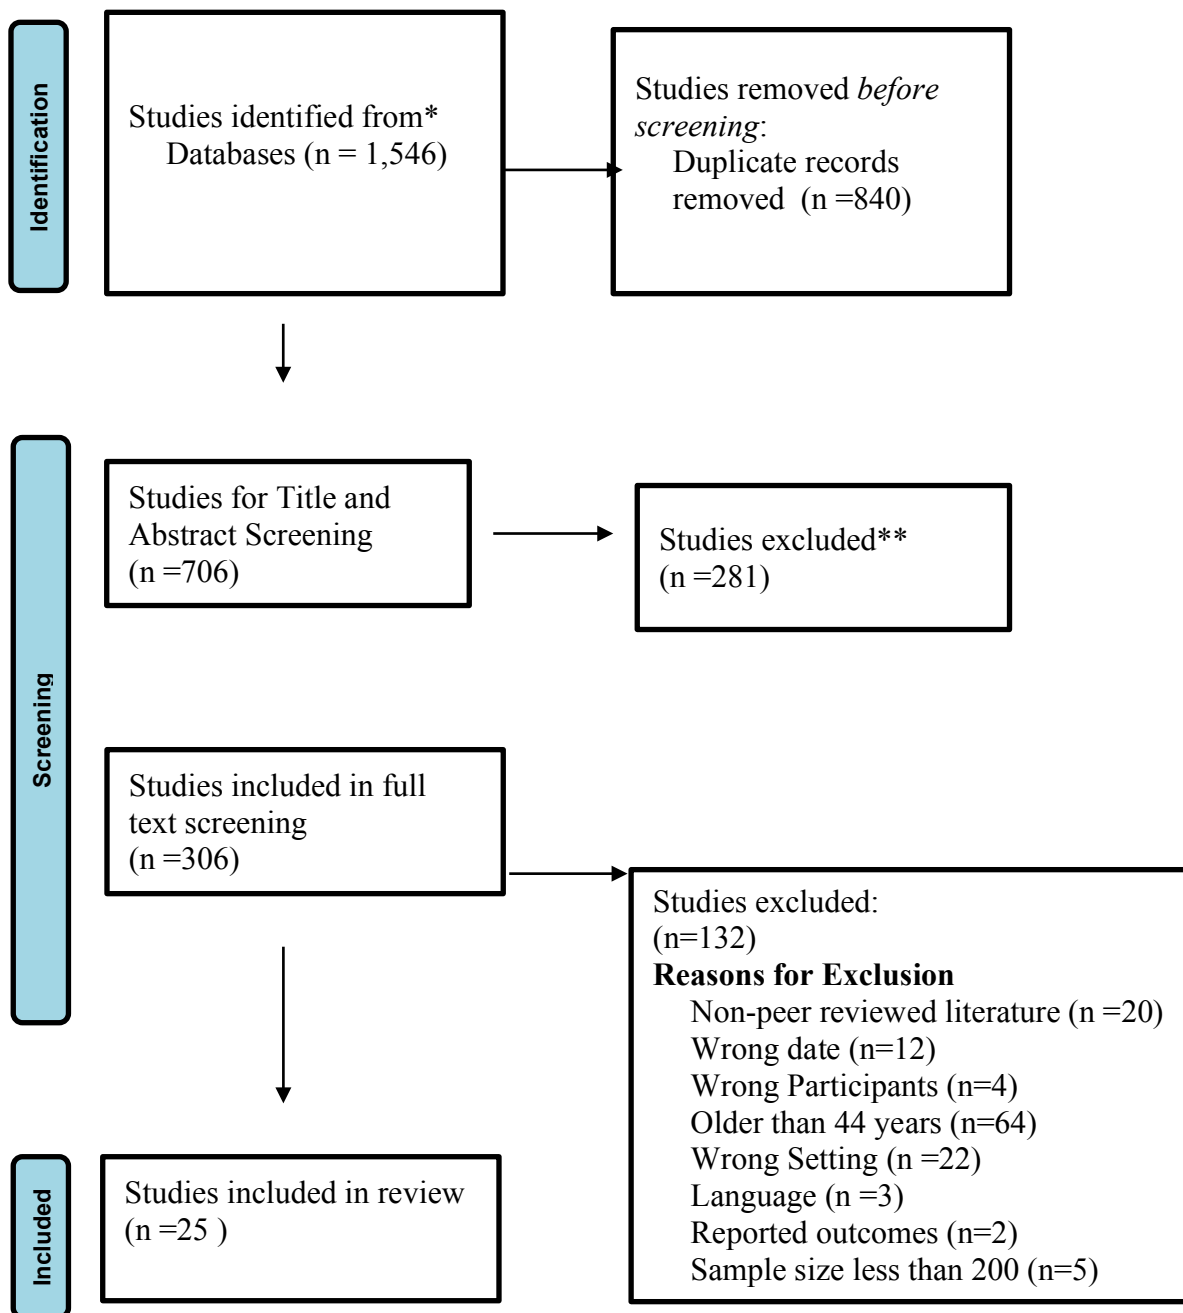 Identification
Studies identified from*
Databases (n = 1,546)
Studies removed before
screening:
Duplicate records
removed  (n =840)
Screening
Studies for Title and
Abstract Screening
(n =706)
Studies excluded**
(n =281)
Studies included in full
text screening
(n =306)
Studies excluded:
(n=132)
Reasons for Exclusion
Non-peer reviewed literature (n =20)
Wrong date (n=12)
Wrong Participants (n=4)
Older than 44 years (n=64)
Wrong Setting (n =22)
Language (n =3)
Reported outcomes (n=2)
Sample size less than 200 (n=5)
Included
Studies included in review
(n =25 )